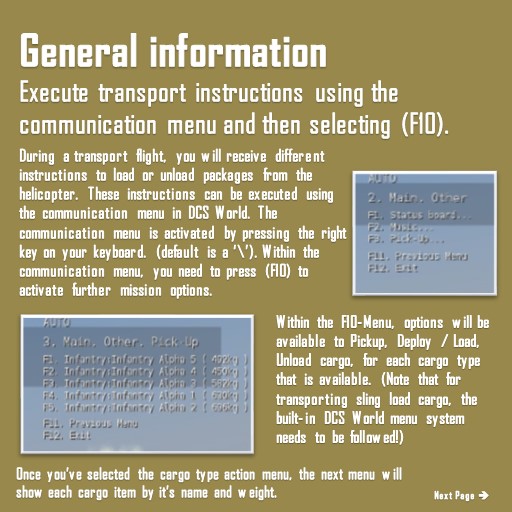 General information
Execute transport instructions using the
communication menu and then selecting (F10).
During a transport flight, you will receive different
instructions to load or unload packages from the
helicopter. These instructions can be executed using
the communication menu in DCS World. The
communication menu is activated by pressing the right
key on your keyboard. (default is a '\'). Within the
communication menu, you need to press (F10) to
activate further mission options.
AUTO
2. Main. Other
F1. Status board...
F2. Music...
F3. Pick-Up...
F11. Previous Menu
F12. Exit
AUTO
3. Main. Other. Pick-Up
F1. Infantry:Infantry Alpha 5 ( 402kg )
F2. Infantry:Infantry Alpha 4 ( 450kg )
F3. Infantry:Infantry Alpha 3 ( 582kg )
F4. Infantry:Infantry Alpha 1 ( 630kg )
F5. Infantry:Infantry Alpha 2 ( 696kg )
F11. Previous Menu
F12. Exit
Within the F10-Menu, options will be
available to Pickup, Deploy / Load,
Unload cargo, for each cargo type
that is available. (Note that for
transporting sling load cargo, the
built-in DCS World menu system
needs to be followed!)
Once you've selected the cargo type action menu, the next menu will
show each cargo item by it's name and weight.
Next Page →